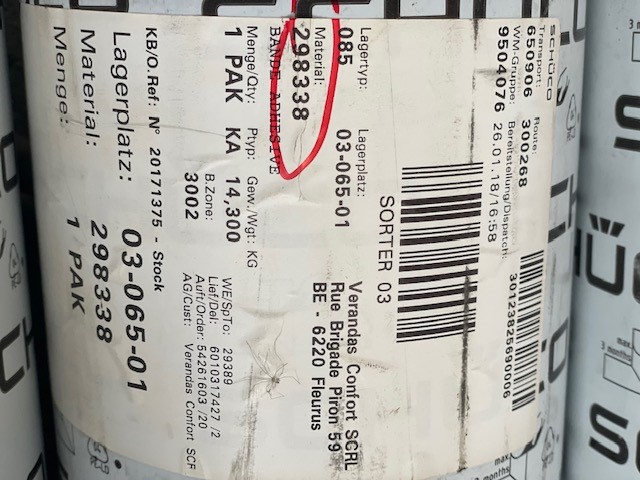 SCHÜCO
Transport: Route:
650906 300268
WM-Gruppe: Bereitstellung/Dispatch:
9504076 26.01.18/16:58
30123825690006
SORTER 03
Lagertyp: Lagerplatz:
085 03-065-01
Verandas Confort SCRL
Rue Brigade Piron 59
BE - 6220 Fleurus
Material:
298338
BANDE ADHESIVE
Menge/Qty: Ptyp: Gew./Wgt: KG
1 PAK KA 14,300
B.Zone:
3002
WE/SpTo: 29389
Lief/Del: 6010317427 /2
Auft/Order: 54261603 /20
AG/Cust: Verandas Confort SCR
KB/O.Ref: N° 20171375 - Stock
Lagerplatz: 03-065-01
Material: 298338
Menge: 1 PAK